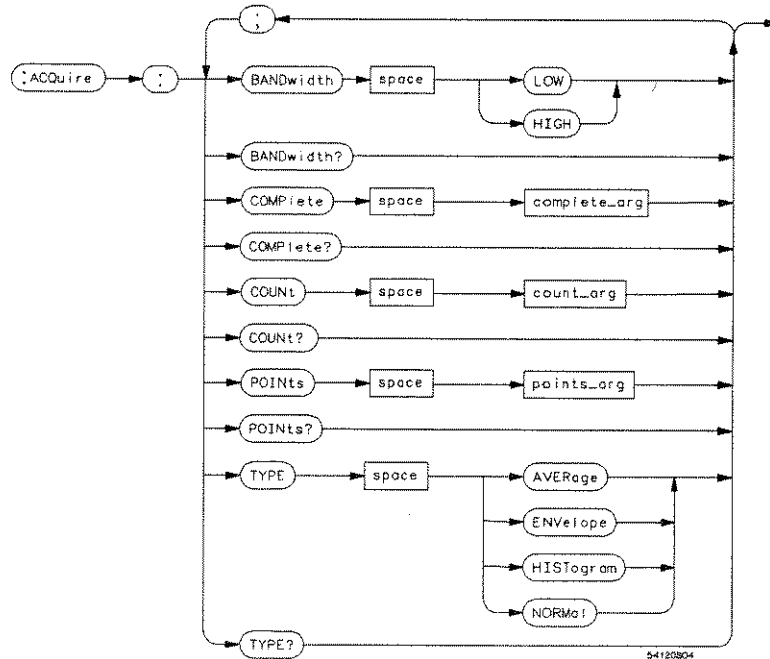 ;
:ACQuire : BANDwidth space LOW
HIGH
BANDwidth?
COMPlete space complete_arg
COMPlete?
COUNt space count_arg
COUNt?
POINts space points_arg
POINts?
TYPE space AVERage
ENVelope
HISTogram
NORMal
TYPE?
54120S04